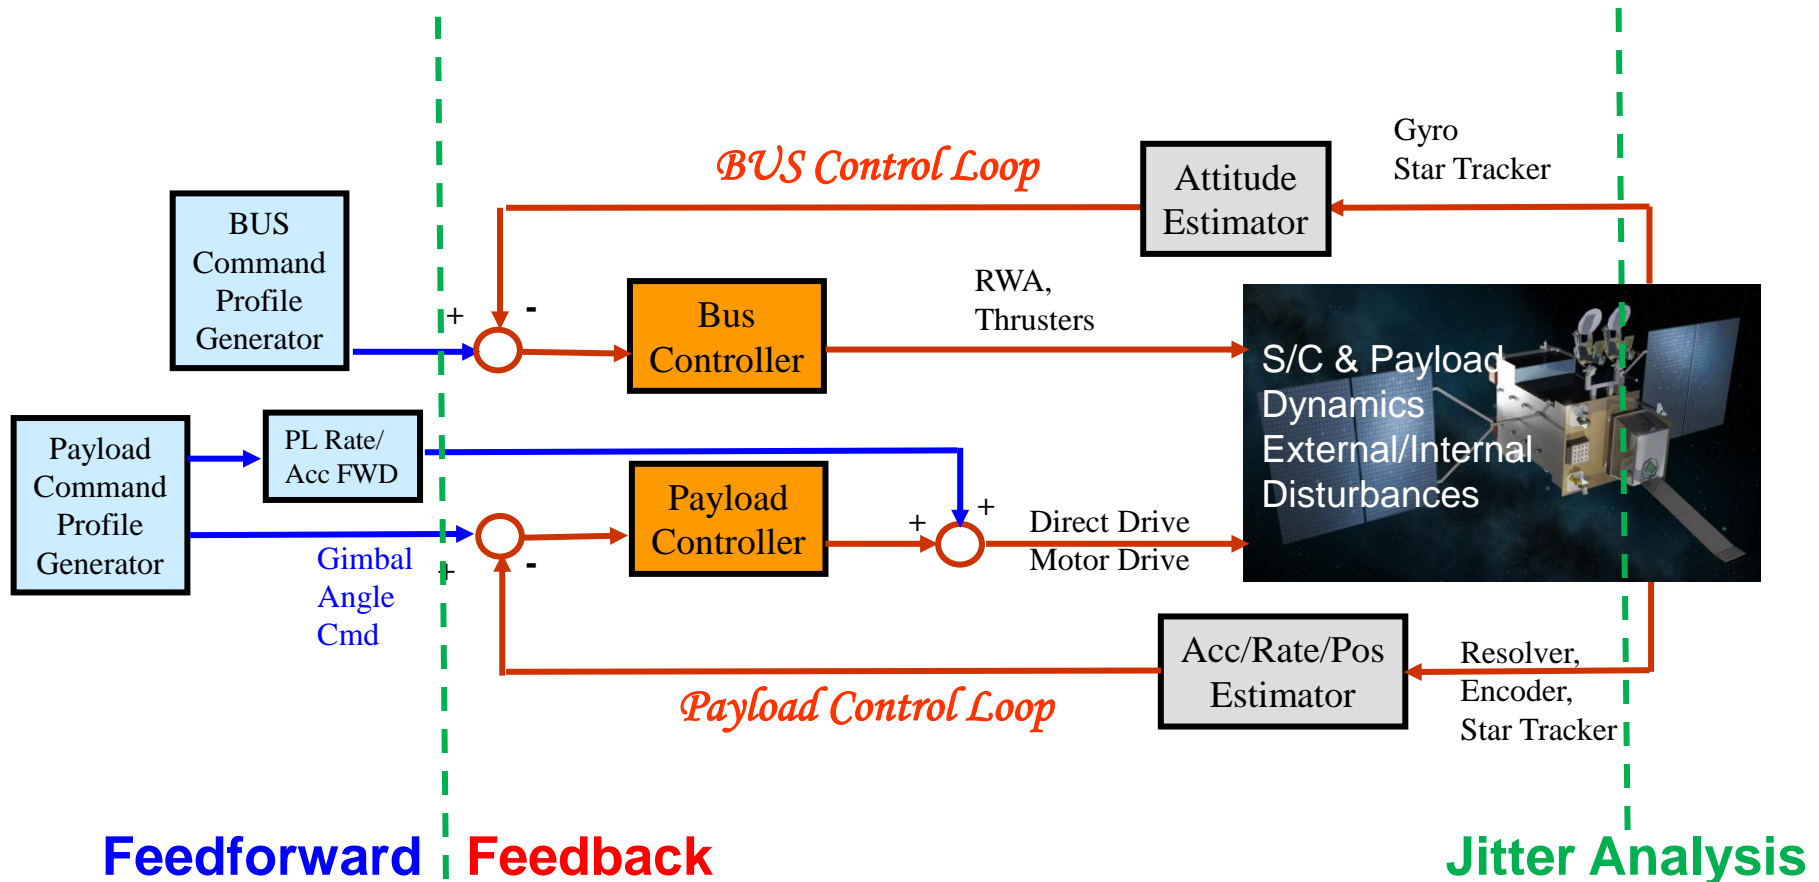 BUS Control Loop
Gyro
Star Tracker
Attitude
Estimator
BUS
Command
Profile
Generator
+
-
Bus
Controller
RWA,
Thrusters
S/C & Payload
Dynamics
External/Internal
Disturbances
Payload
Command
Profile
Generator
PL Rate/
Acc FWD
Gimbal
Angle
Cmd
+
-
Payload
Controller
+
+
Direct Drive
Motor Drive
Acc/Rate/Pos
Estimator
Resolver,
Encoder,
Star Tracker
Payload Control Loop
Feedforward
Feedback
Jitter Analysis